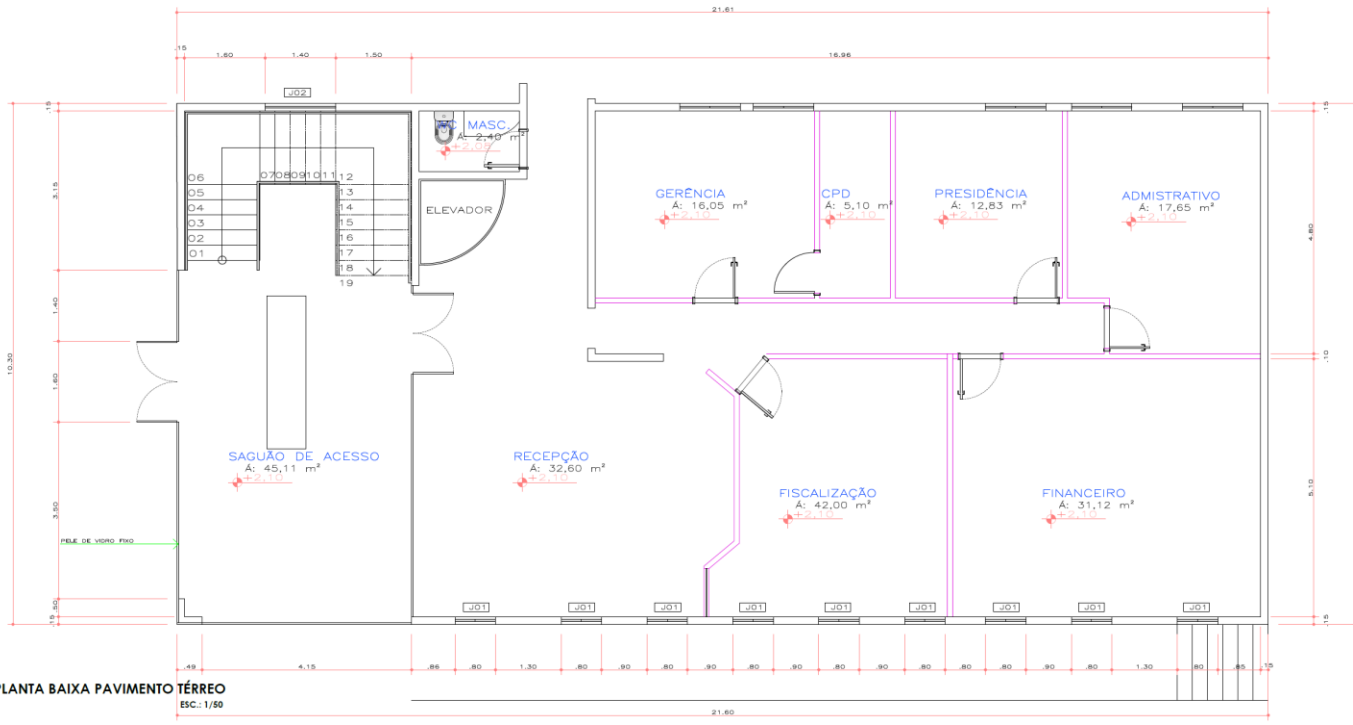 21.61
.15
1.60
1.40
1.50
16.96
J02
.15
.15
WC MASC.
Á: 2,40 m²
+2.08
06
07 08 09 10 11 12
05
13
04
14
03
15
02
16
01
17
18
19
ELEVADOR
GERÊNCIA
Á: 16,05 m²
+2.10
CPD
Á: 5,10 m²
+2.10
PRESIDÊNCIA
Á: 12,83 m²
+2.10
ADMISTRATIVO
Á: 17,65 m²
+2.10
3.15
4.80
1.40
10.30
1.60
.10
SAGUÃO DE ACESSO
Á: 45,11 m²
+2.10
RECEPÇÃO
Á: 32,60 m²
+2.10
FISCALIZAÇÃO
Á: 42,00 m²
+2.10
FINANCEIRO
Á: 31,12 m²
+2.10
3.50
5.10
PELE DE VIDRO FIXO
.50
.15
.15
J01 J01 J01 J01 J01 J01 J01 J01 J01
.49 4.15 .86 .80 1.30 .80 .90 .80 .90 .80 .90 .80 .90 .80 .80 .80 .90 .80 1.30 .80 .85 .15
PLANTA BAIXA PAVIMENTO TÉRREO
ESC.: 1/50
21.60